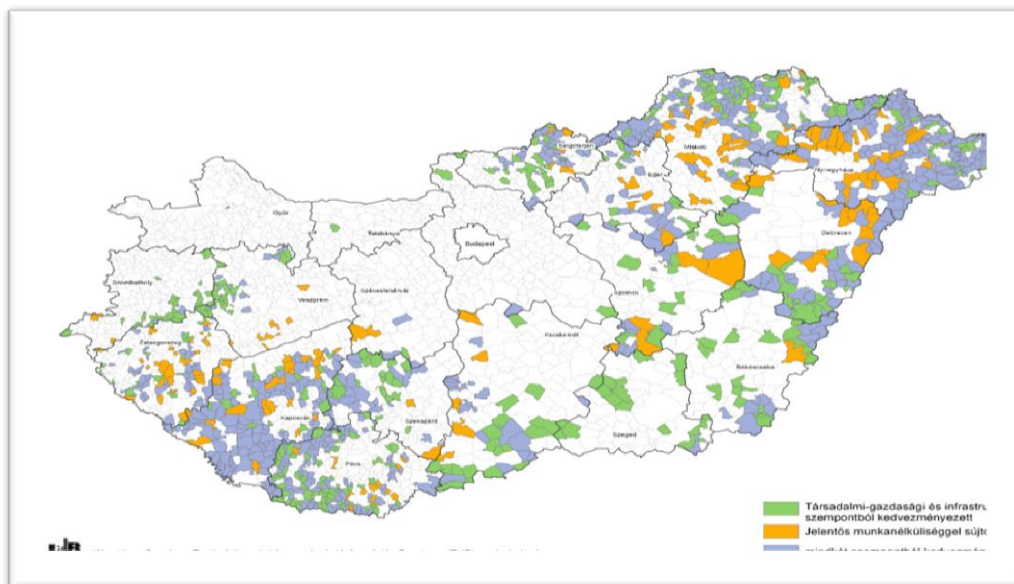 Salgótarján
Miskolc
Nyíregyháza
Eger
Győr
Tatabánya
Budapest
Debrecen
Szombathely
Veszprém
Székesfehérvár
Szolnok
Zalaegerszeg
Kecskemét
Békéscsaba
Kaposvár
Szekszárd
Szeged
Pécs
Társadalmi-gazdasági és infrastru
szempontból kedvezményezett
Jelentős munkanélküliséggel sújto